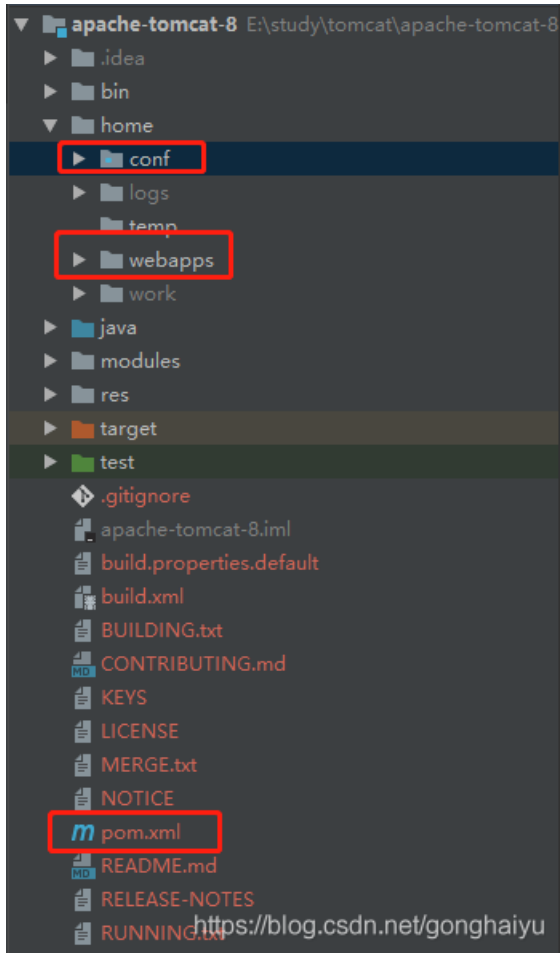 apache-tomcat-8 E:\study\tomcat\apache-tomcat-8
.idea
bin
home
conf
logs
temp
webapps
work
java
modules
res
target
test
.gitignore
apache-tomcat-8.iml
build.properties.default
build.xml
BUILDING.txt
CONTRIBUTING.md
KEYS
LICENSE
MERGE.txt
NOTICE
pom.xml
README.md
RELEASE-NOTES
RUNNING.txt
https://blog.csdn.net/gonghaiyu